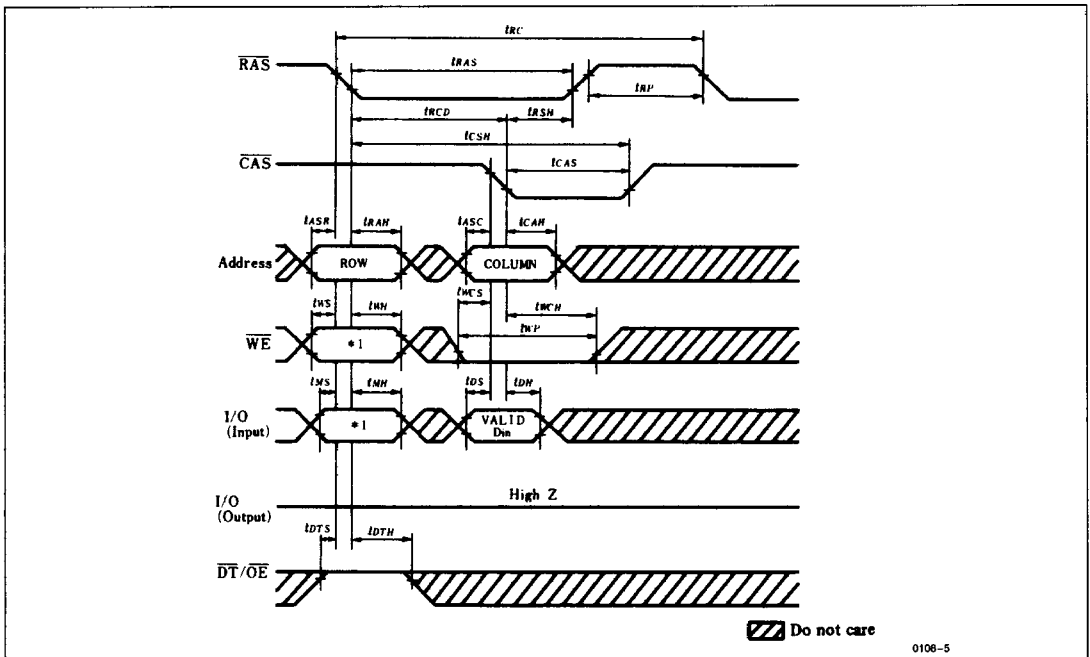 tRC
RAS
tRAS
tRP
tRCD
tRSH
tCSH
CAS
tCAS
tASR
tRAH
tASC
tCAH
Address
ROW
COLUMN
tWCS
tWS
tWH
tWCH
tWP
WE
*1
tMS
tMH
tDS
tDH
I/O
(Input)
*1
VALID
Din
High Z
I/O
(Output)
tDTS
tDTH
DT/OE
Do not care
0106-5